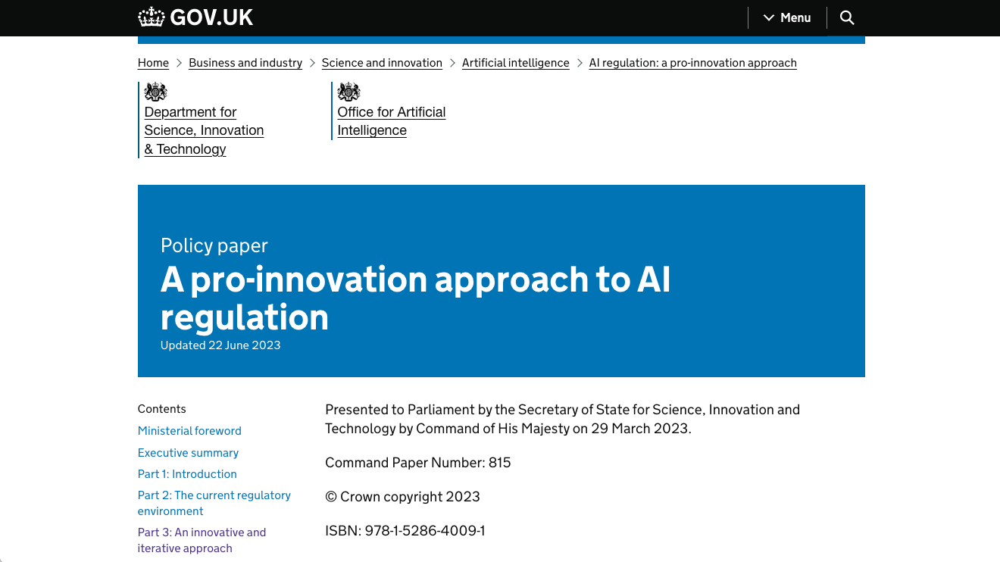 GOV.UK
Menu
Home > Business and industry > Science and innovation > Artificial intelligence > AI regulation: a pro-innovation approach
Department for
Science, Innovation
& Technology
Office for Artificial
Intelligence
Policy paper
A pro-innovation approach to AI
regulation
Updated 22 June 2023
Contents
Ministerial foreword
Executive summary
Part 1: Introduction
Part 2: The current regulatory
environment
Part 3: An innovative and
iterative approach
Presented to Parliament by the Secretary of State for Science, Innovation and
Technology by Command of His Majesty on 29 March 2023.
Command Paper Number: 815
© Crown copyright 2023
ISBN: 978-1-5286-4009-1